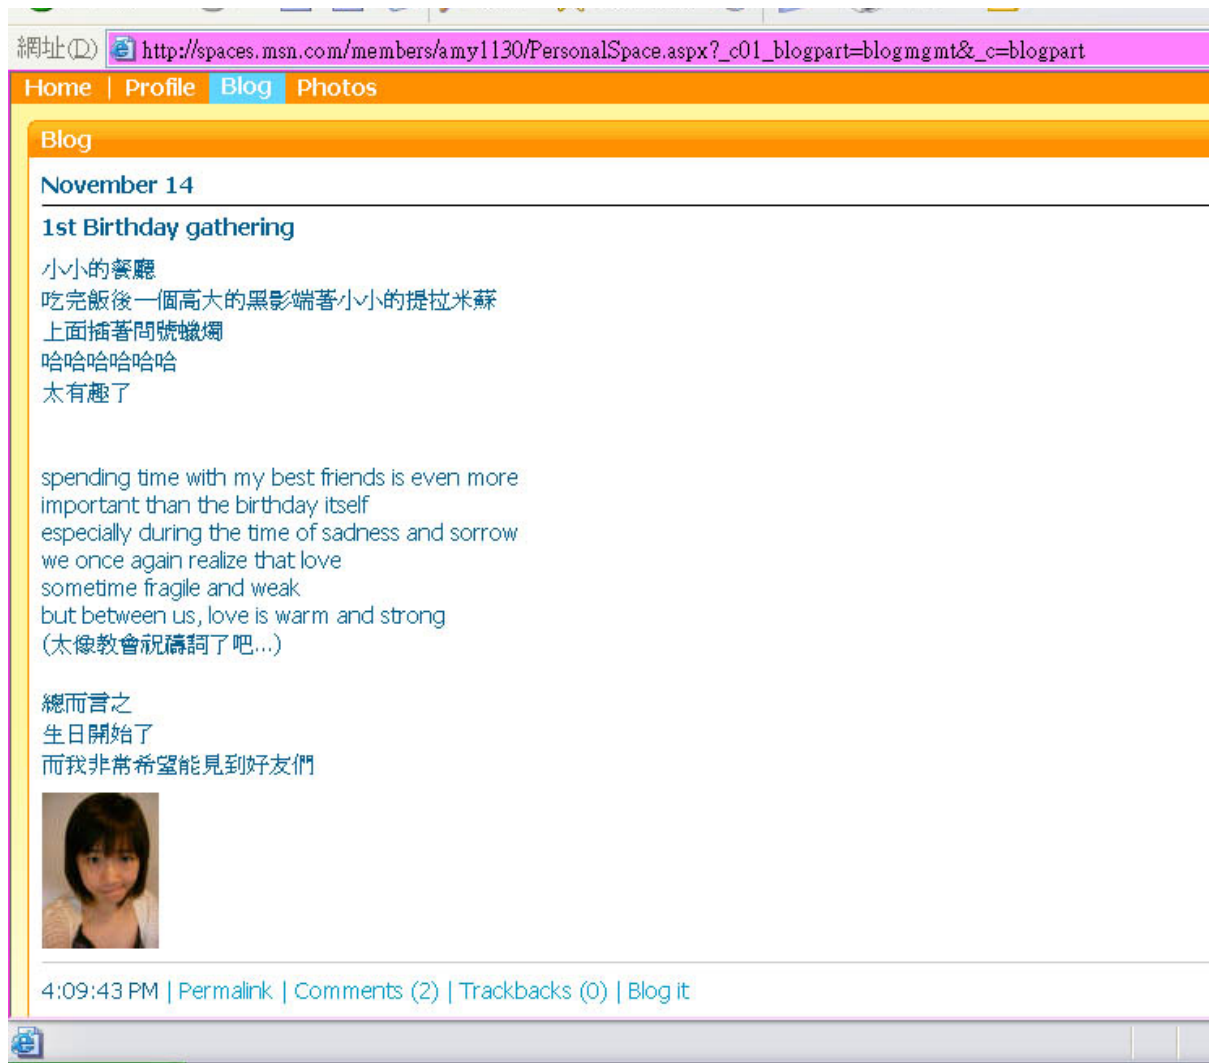 網址(D) http://spaces.msn.com/members/amy1130/PersonalSpace.aspx?_c01_blogpart=blogmgmt&_c=blogpart
Home | Profile Blog Photos
Blog
November 14
1st Birthday gathering
小小的餐廳
吃完飯後一個高大的黑影端著小小的提拉米蘇
上面插著問號蠟燭
哈哈哈哈哈哈
太有趣了
spending time with my best friends is even more
important than the birthday itself
especially during the time of sadness and sorrow
we once again realize that love
sometime fragile and weak
but between us, love is warm and strong
(太像教會祝禱詞了吧...)
總而言之
生日開始了
而我非常希望能見到好友們
4:09:43 PM | Permalink | Comments (2) | Trackbacks (0) | Blog it